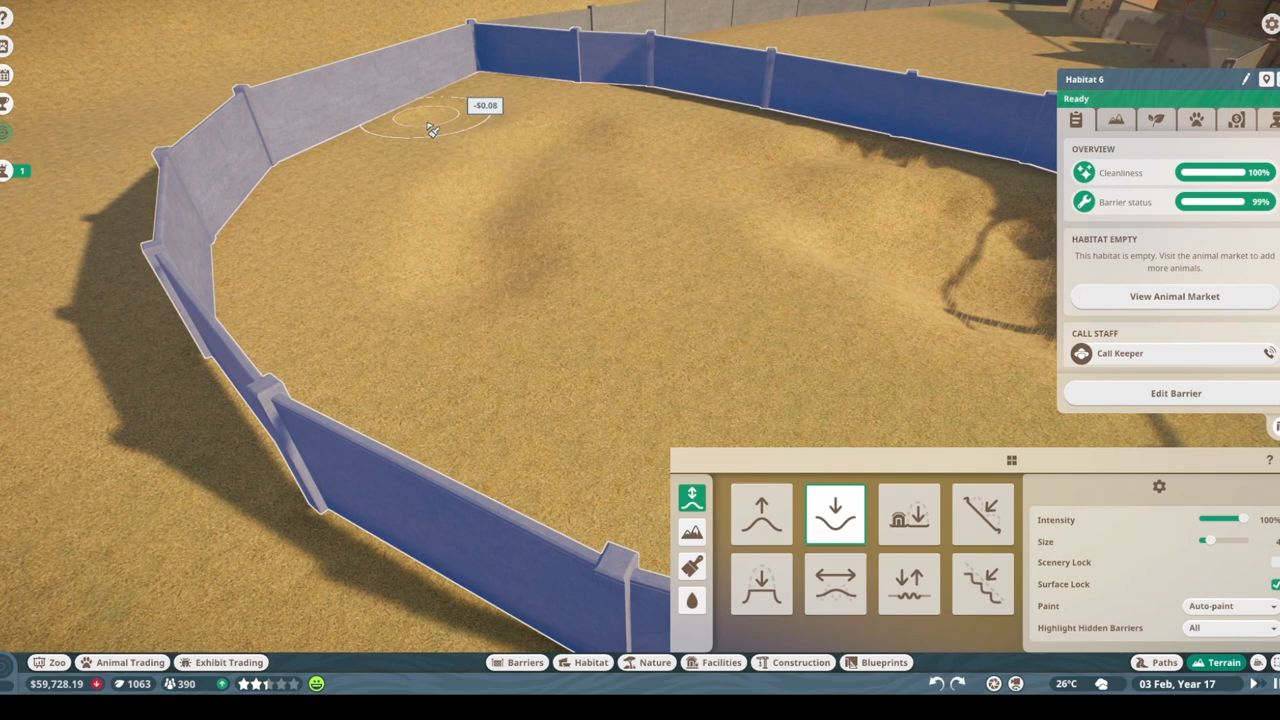 ?
1
-$0.08
Habitat 6
Ready
OVERVIEW
Cleanliness
100%
Barrier status
99%
HABITAT EMPTY
This habitat is empty. Visit the animal market to add
more animals.
View Animal Market
CALL STAFF
Call Keeper
Edit Barrier
?
Intensity
100%
Size
4
Scenery Lock
Surface Lock
Paint
Auto-paint
Highlight Hidden Barriers
All
Zoo
Animal Trading
Exhibit Trading
Barriers
Habitat
Nature
Facilities
Construction
Blueprints
Paths
Terrain
$59,728.19
1063
390
26°C
03 Feb, Year 17